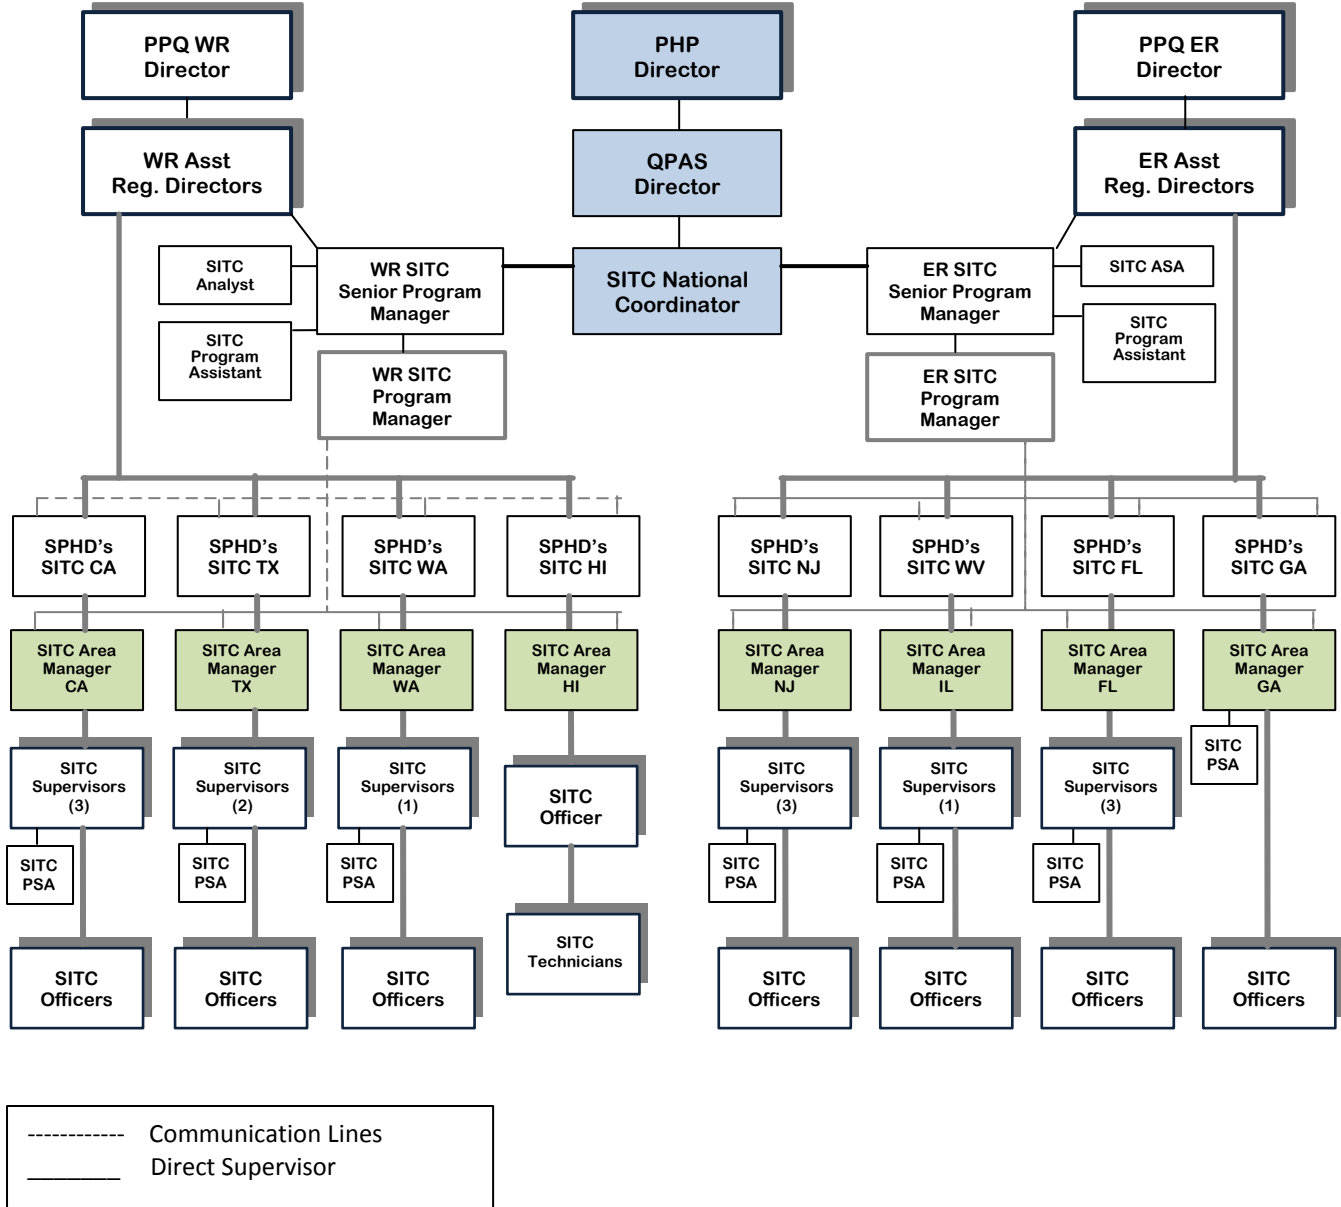 PPQ WR
Director
PHP
Director
PPQ ER
Director
WR Asst
Reg. Directors
QPAS
Director
ER Asst
Reg. Directors
SITC
Analyst
WR SITC
Senior Program
Manager
SITC National
Coordinator
ER SITC
Senior Program
Manager
SITC ASA
SITC
Program
Assistant
SITC
Program
Assistant
WR SITC
Program
Manager
ER SITC
Program
Manager
SPHD's
SITC CA
SPHD's
SITC TX
SPHD's
SITC WA
SPHD's
SITC HI
SPHD's
SITC NJ
SPHD's
SITC WV
SPHD's
SITC FL
SPHD's
SITC GA
SITC Area
Manager
CA
SITC Area
Manager
TX
SITC Area
Manager
WA
SITC Area
Manager
HI
SITC Area
Manager
NJ
SITC Area
Manager
IL
SITC Area
Manager
FL
SITC Area
Manager
GA
SITC
Supervisors
(3)
SITC
Supervisors
(2)
SITC
Supervisors
(1)
SITC
Officer
SITC
Supervisors
(3)
SITC
Supervisors
(1)
SITC
Supervisors
(3)
SITC
PSA
SITC
PSA
SITC
PSA
SITC
PSA
SITC
PSA
SITC
PSA
SITC
PSA
SITC
Officers
SITC
Officers
SITC
Officers
SITC
Technicians
SITC
Officers
SITC
Officers
SITC
Officers
SITC
Officers
------------ Communication Lines
________ Direct Supervisor